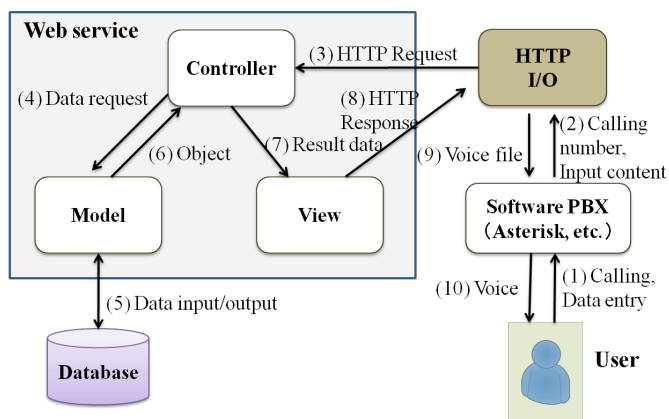 Web service
(3) HTTP Request
Controller
HTTP
I/O
(4) Data request
(8) HTTP
Response
(2) Calling
number,
Input content
(6) Object
(7) Result data
(9) Voice file
Model
View
Software PBX
（Asterisk, etc.）
(5) Data input/output
(10) Voice
(1) Calling,
Data entry
Database
User